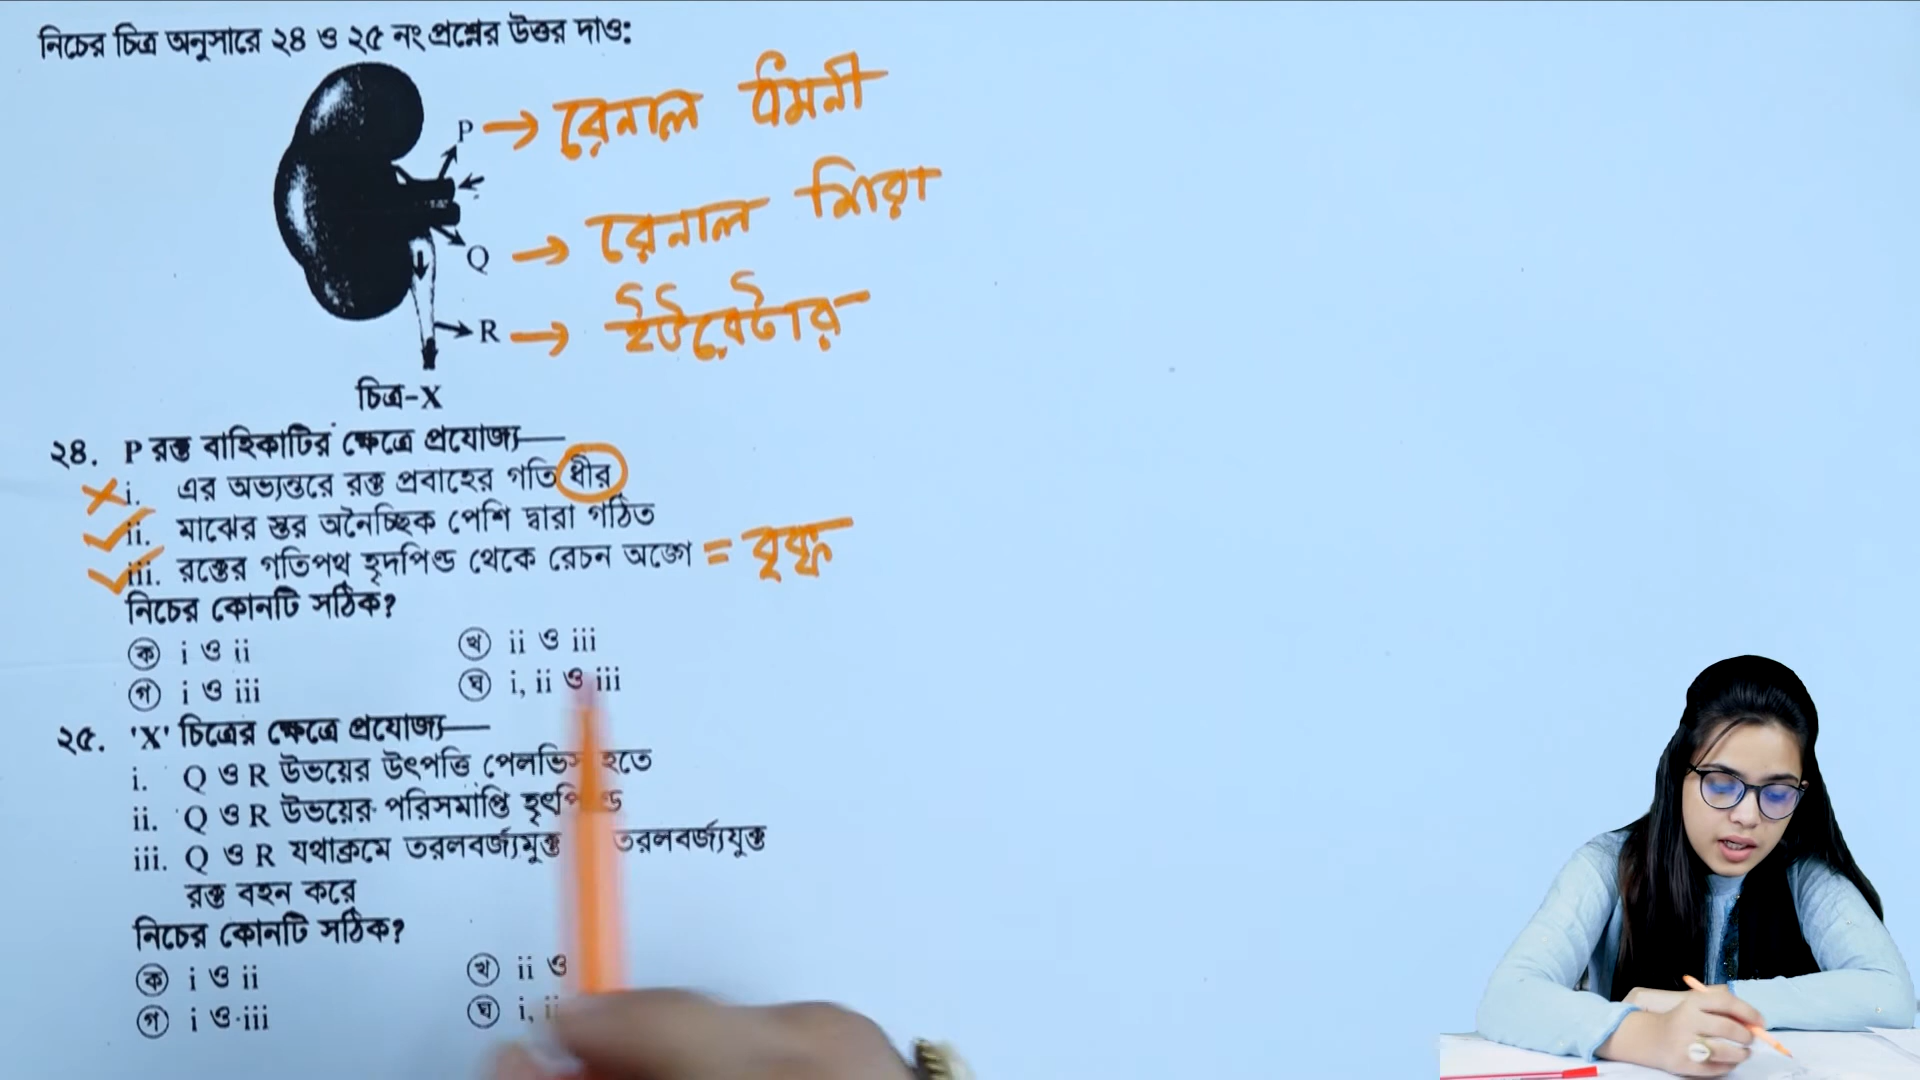 নিচের চিত্র অনুসারে ২৪ ও ২৫ নং প্রশ্নের উত্তর দাও:
P → রেনাল ধমনী
Q → রেনাল শিরা
R → ইউরেটার
চিত্র-X
২৪. P রক্ত বাহিকাটির ক্ষেত্রে প্রযোজ্য—
i. এর অভ্যন্তরে রক্ত প্রবাহের গতি ধীর
ii. মাঝের স্তর অনৈচ্ছিক পেশি দ্বারা গঠিত
iii. রক্তের গতিপথ হৃদপিণ্ড থেকে রেচন অঙ্গে = বৃক্ক
নিচের কোনটি সঠিক?
ক i ও ii খ ii ও iii
গ i ও iii ঘ i, ii ও iii
২৫. 'X' চিত্রের ক্ষেত্রে প্রযোজ্য—
i. Q ও R উভয়ের উৎপত্তি হতে
ii. Q ও R উভয়ের পরিসমাপ্তি
iii. Q ও R যথাক্রমে তরলবর্জ্যমুক্ত তরলবর্জ্যযুক্ত
রক্ত বহন করে
নিচের কোনটি সঠিক?
ক i ও ii খ ii ও
গ i ও iii ঘ i,